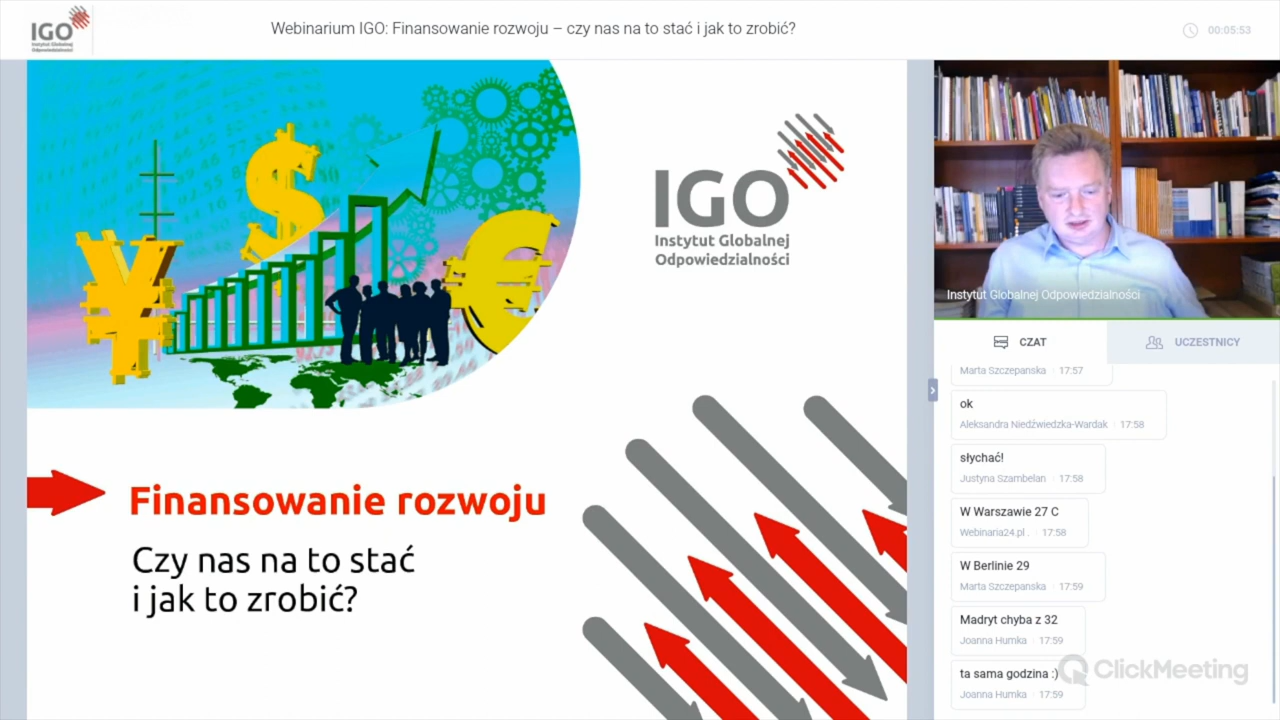 IGO
Instytut Globalnej
Odpowiedzialności
Webinarium IGO: Finansowanie rozwoju – czy nas na to stać i jak to zrobić?
00:05:53
IGO
Instytut Globalnej
Odpowiedzialności
Finansowanie rozwoju
Czy nas na to stać
i jak to zrobić?
Instytut Globalnej Odpowiedzialności
CZAT
UCZESTNICY
Marta Szczepanska 17:57
ok
Aleksandra Niedźwiedzka-Wardak 17:58
słychać!
Justyna Szambelan 17:58
W Warszawie 27 C
Webinaria24.pl . 17:58
W Berlinie 29
Marta Szczepanska 17:59
Madryt chyba z 32
Joanna Humka 17:59
ta sama godzina :)
Joanna Humka 17:59
ClickMeeting